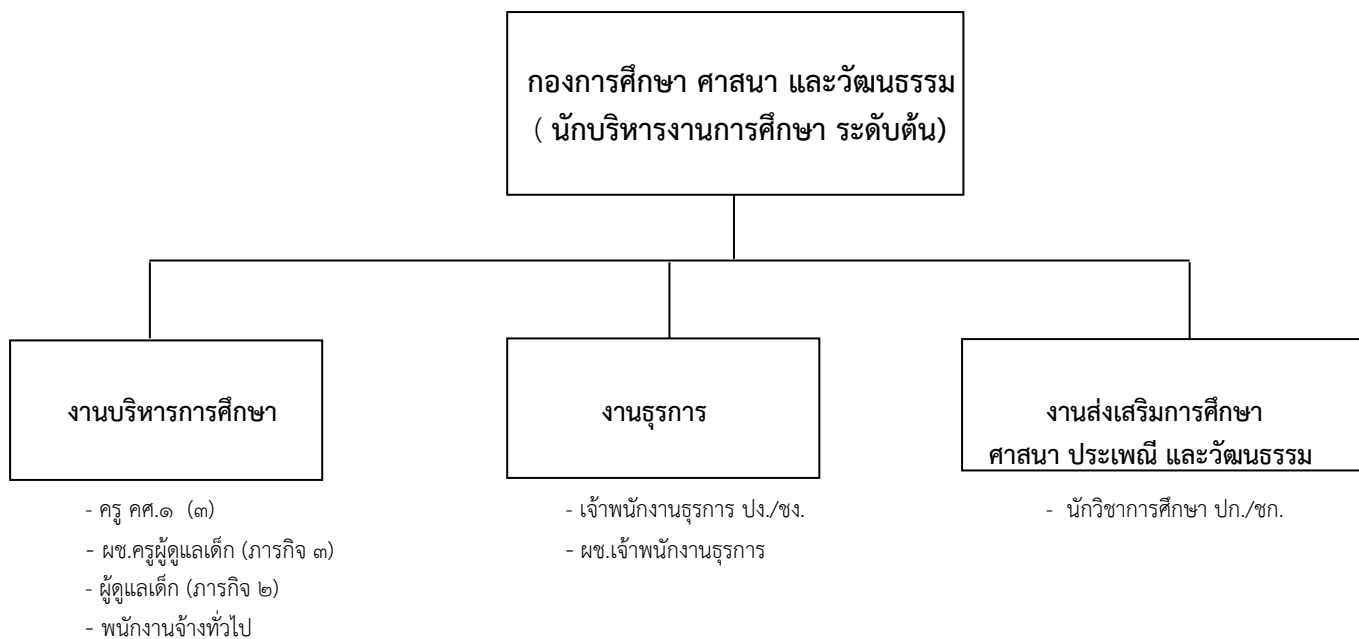 กองการศึกษา ศาสนา และวัฒนธรรม
( นักบริหารงานการศึกษา ระดับต้น)
งานบริหารการศึกษา
- ครู คศ.๑ (๓)
- ผช.ครูผู้ดูแลเด็ก (ภารกิจ ๓)
- ผู้ดูแลเด็ก (ภารกิจ ๒)
- พนักงานจ้างทั่วไป
งานธุรการ
- เจ้าพนักงานธุรการ ปง./ชง.
- ผช.เจ้าพนักงานธุรการ
งานส่งเสริมการศึกษา
ศาสนา ประเพณี และวัฒนธรรม
- นักวิชาการศึกษา ปก./ชก.